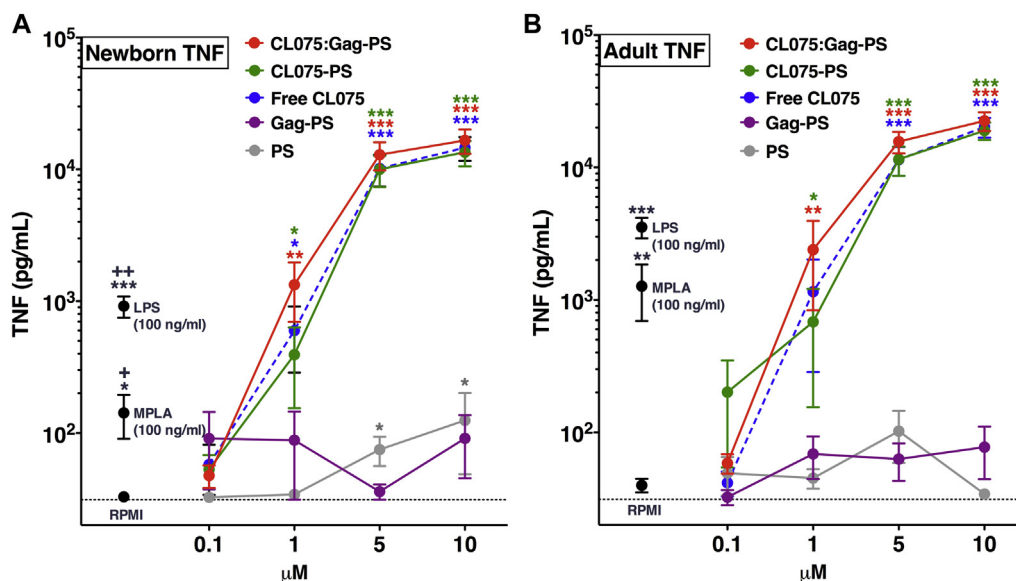 A
Newborn TNF
10^5
10^4
10^3
10^2
TNF (pg/mL)
CL075:Gag-PS
CL075-PS
Free CL075
Gag-PS
PS
***
***
***
***
***
***
*
*
**
++
***
LPS
(100 ng/ml)
+
*
MPLA
(100 ng/ml)
*
*
RPMI
0.1
1
5
10
μM
B
Adult TNF
10^5
10^4
10^3
10^2
TNF (pg/mL)
CL075:Gag-PS
CL075-PS
Free CL075
Gag-PS
PS
***
***
***
***
***
***
*
**
***
LPS
(100 ng/ml)
**
MPLA
(100 ng/ml)
RPMI
0.1
1
5
10
μM